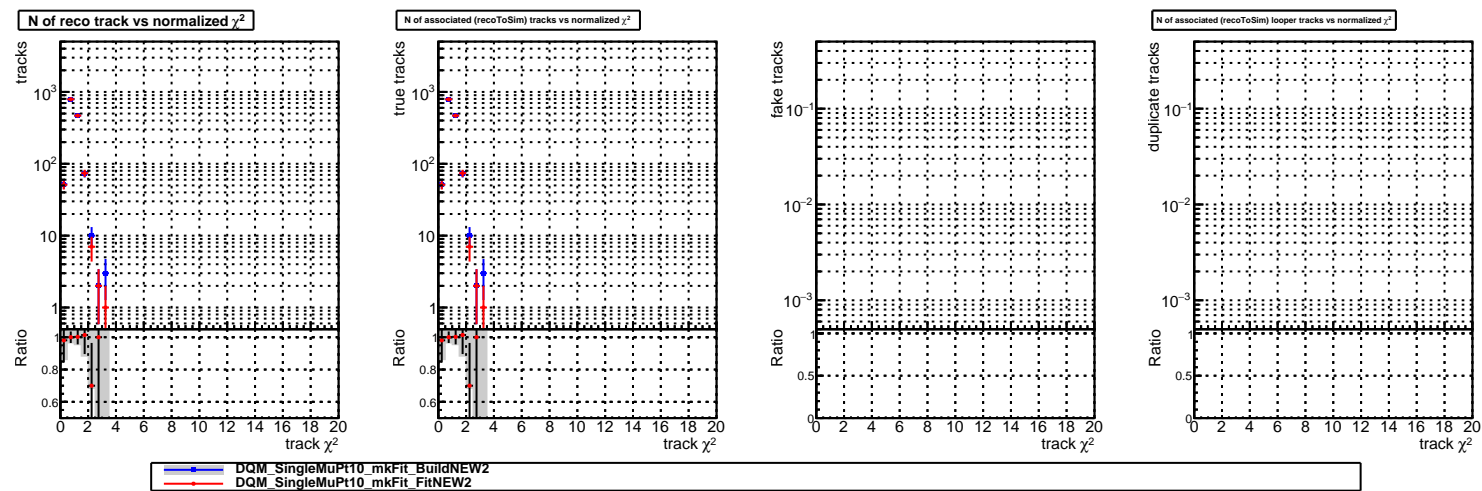 N of reco track vs normalized χ²
N of associated (recoToSim) tracks vs normalized χ²
N of associated (recoToSim) looper tracks vs normalized χ²
tracks
10³
10²
10
1
Ratio
1
0.8
0.6
0 2 4 6 8 10 12 14 16 18 20
track χ²
true tracks
10³
10²
10
1
Ratio
1
0.8
0.6
0 2 4 6 8 10 12 14 16 18 20
track χ²
fake tracks
10⁻¹
10⁻²
10⁻³
Ratio
1
0.5
0
0 2 4 6 8 10 12 14 16 18 20
track χ²
duplicate tracks
10⁻¹
10⁻²
10⁻³
Ratio
1
0.5
0
0 2 4 6 8 10 12 14 16 18 20
track χ²
DQM_SingleMuPt10_mkFit_BuildNEW2
DQM_SingleMuPt10_mkFit_FitNEW2